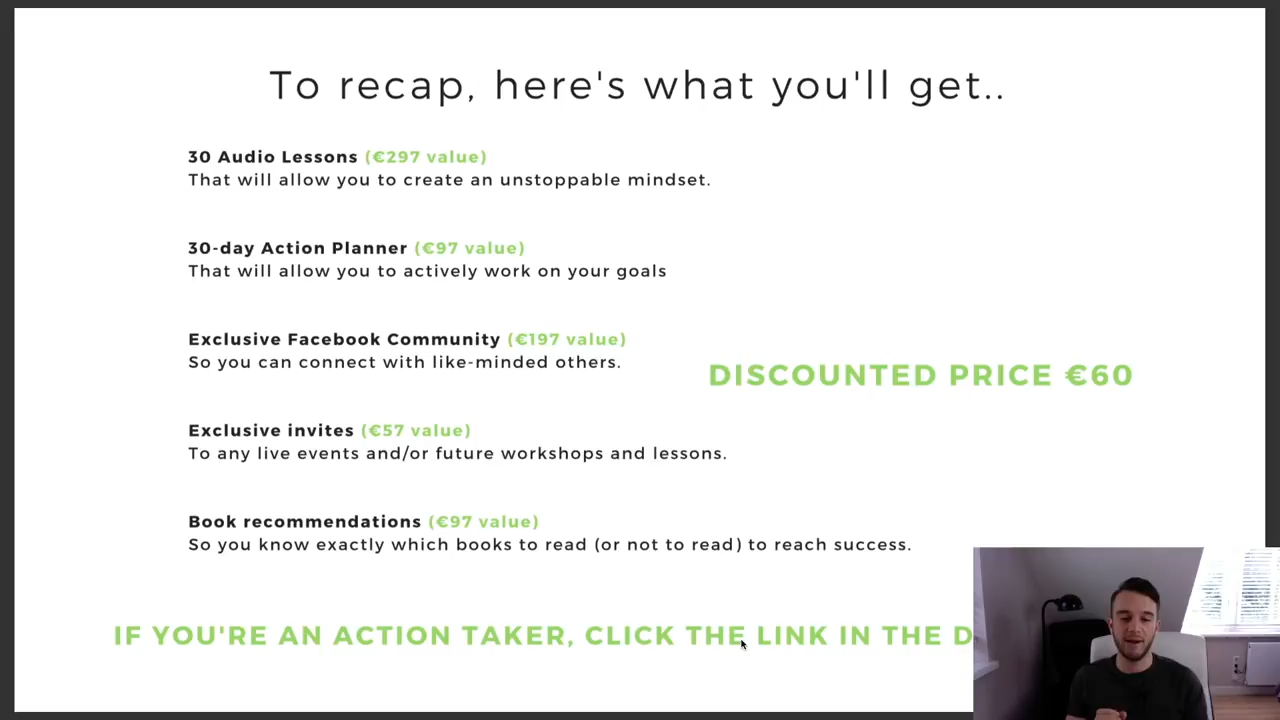 To recap, here's what you'll get..
30 Audio Lessons (€297 value)
That will allow you to create an unstoppable mindset.
30-day Action Planner (€97 value)
That will allow you to actively work on your goals
Exclusive Facebook Community (€197 value)
So you can connect with like-minded others.
DISCOUNTED PRICE €60
Exclusive invites (€57 value)
To any live events and/or future workshops and lessons.
Book recommendations (€97 value)
So you know exactly which books to read (or not to read) to reach success.
IF YOU'RE AN ACTION TAKER, CLICK THE LINK IN THE D